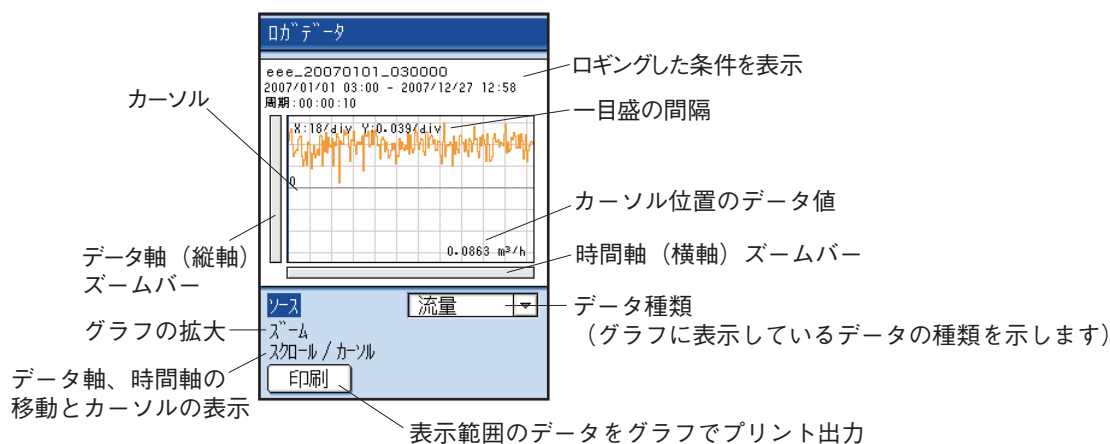 ロガデータ
eee_20070101_030000
2007/01/01 03:00 - 2007/12/27 12:58
周期:00:00:10
X:18/div Y:0.039/div
0
0.0863 m³/h
ソース
流量
ズーム
スクロール / カーソル
印刷
カーソル
データ軸（縦軸）
ズームバー
グラフの拡大
データ軸、時間軸の
移動とカーソルの表示
ロギングした条件を表示
一目盛の間隔
カーソル位置のデータ値
時間軸（横軸）ズームバー
データ種類
（グラフに表示しているデータの種類を示します）
表示範囲のデータをグラフでプリント出力